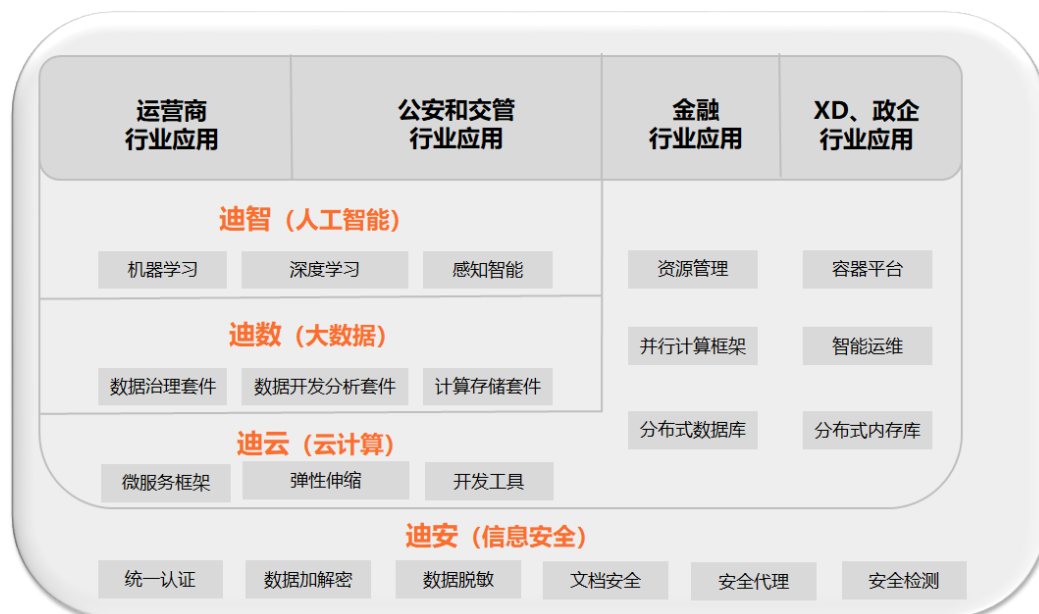 运营商
行业应用
公安和交管
行业应用
金融
行业应用
XD、政企
行业应用
迪智（人工智能）
机器学习
深度学习
感知智能
资源管理
容器平台
迪数（大数据）
并行计算框架
智能运维
数据治理套件
数据开发分析套件
计算存储套件
分布式数据库
分布式内存库
迪云（云计算）
微服务框架
弹性伸缩
开发工具
迪安（信息安全）
统一认证
数据加解密
数据脱敏
文档安全
安全代理
安全检测